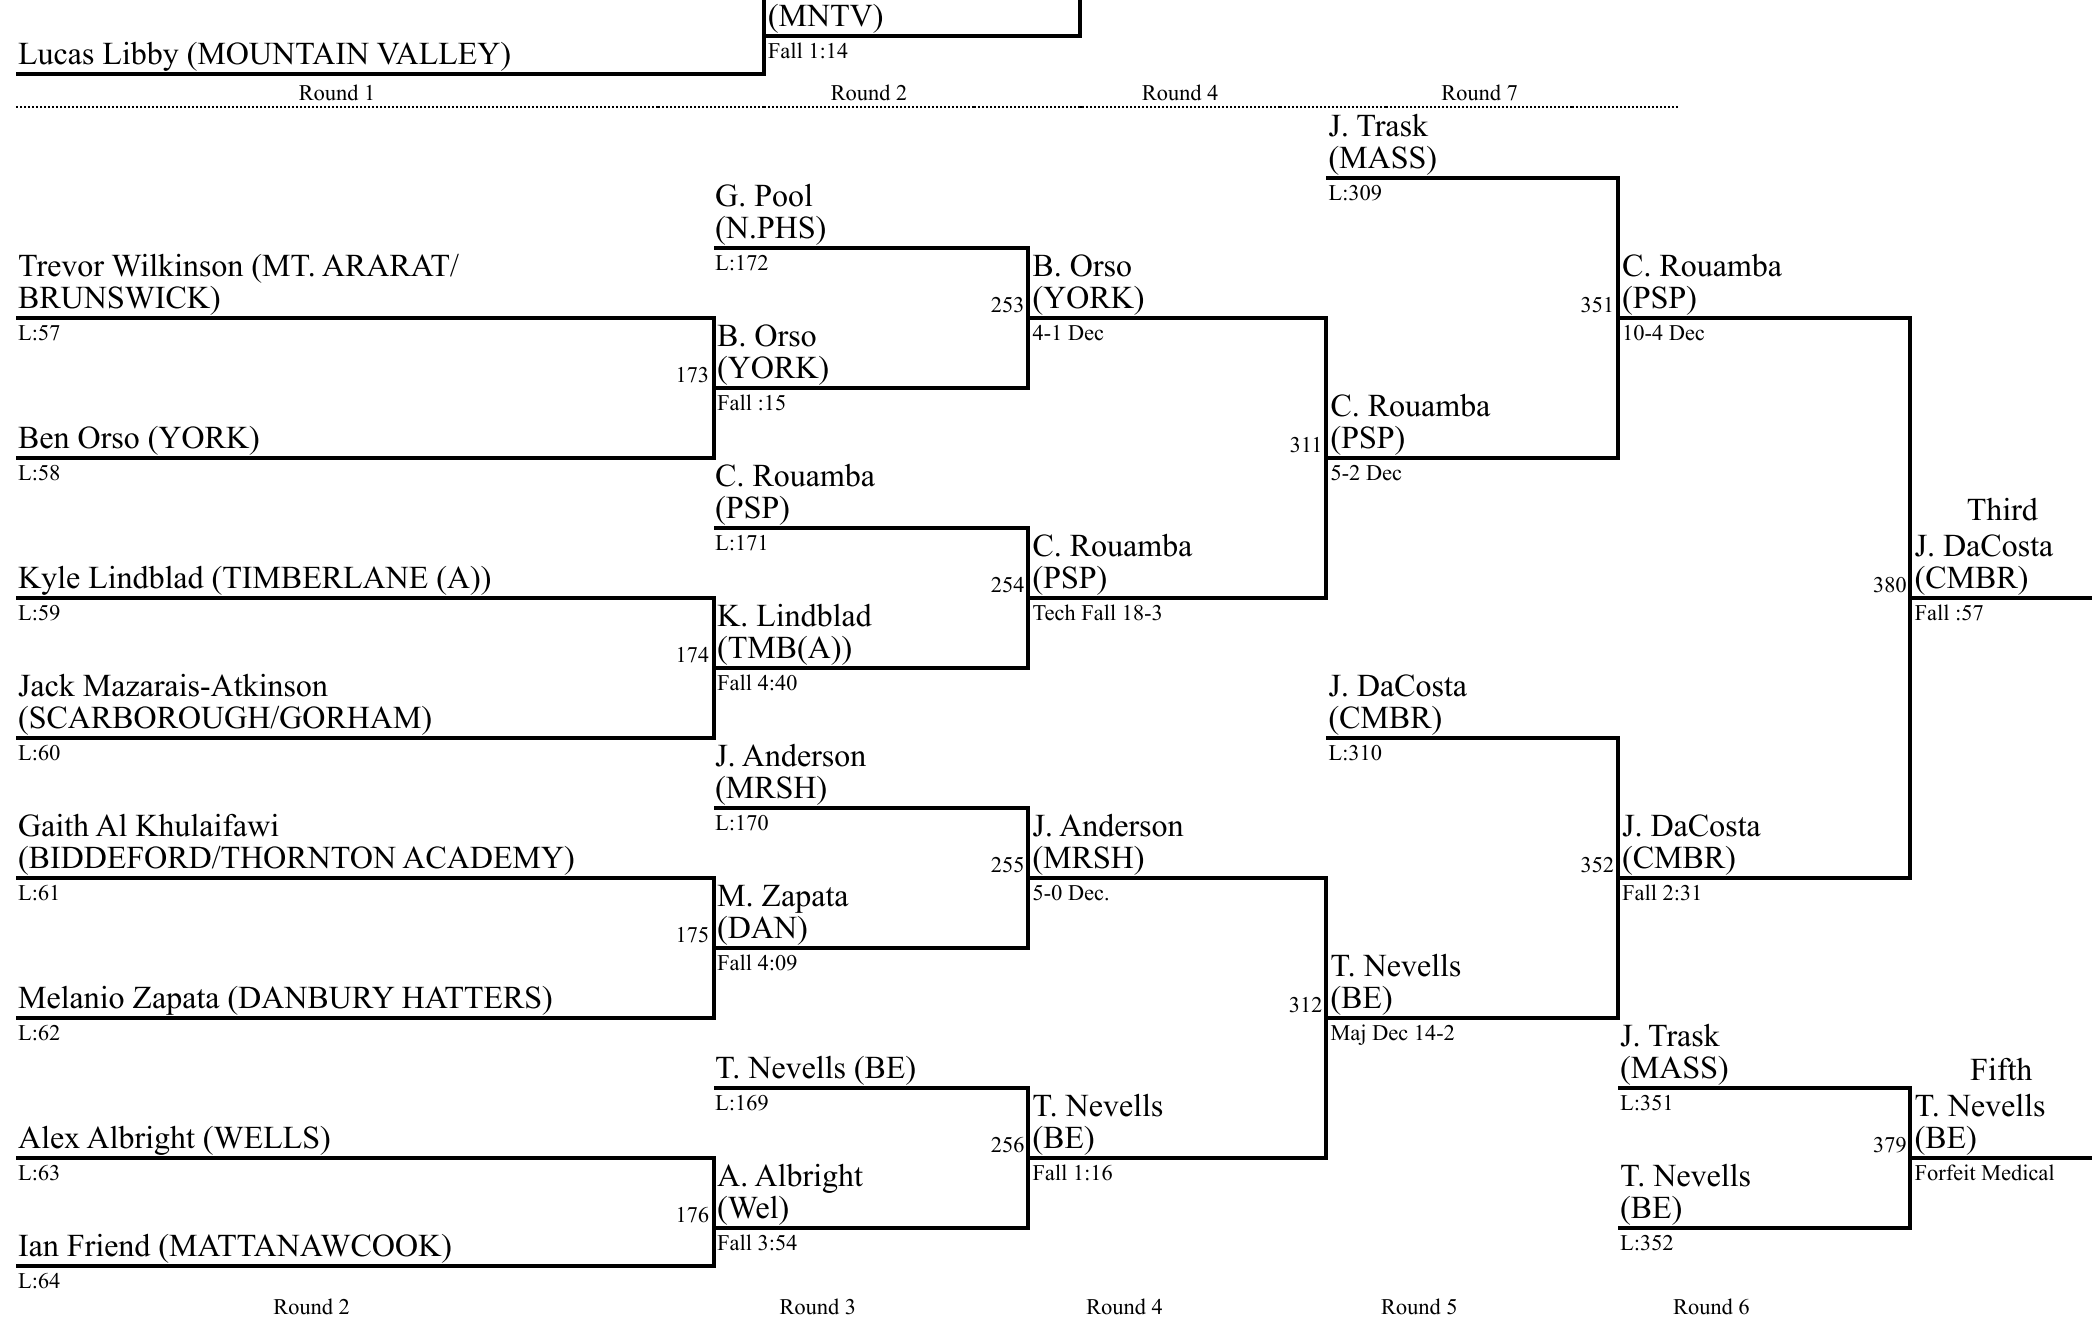 (MNTV)
Lucas Libby (MOUNTAIN VALLEY)
Fall 1:14
Round 1
Round 2
Round 4
Round 7
J. Trask
(MASS)
L:309
G. Pool
(N.PHS)
L:172
Trevor Wilkinson (MT. ARARAT/
BRUNSWICK)
L:57
253
B. Orso
(YORK)
4-1 Dec
351
C. Rouamba
(PSP)
10-4 Dec
173
B. Orso
(YORK)
Fall :15
Ben Orso (YORK)
L:58
311
C. Rouamba
(PSP)
5-2 Dec
C. Rouamba
(PSP)
L:171
Third
Kyle Lindblad (TIMBERLANE (A))
L:59
254
C. Rouamba
(PSP)
Tech Fall 18-3
380
J. DaCosta
(CMBR)
Fall :57
174
K. Lindblad
(TMB(A))
Fall 4:40
Jack Mazarais-Atkinson
(SCARBOROUGH/GORHAM)
L:60
J. DaCosta
(CMBR)
L:310
J. Anderson
(MRSH)
L:170
Gaith Al Khulaifawi
(BIDDEFORD/THORNTON ACADEMY)
L:61
255
J. Anderson
(MRSH)
5-0 Dec.
352
J. DaCosta
(CMBR)
Fall 2:31
175
M. Zapata
(DAN)
Fall 4:09
Melanio Zapata (DANBURY HATTERS)
L:62
312
T. Nevells
(BE)
Maj Dec 14-2
T. Nevells (BE)
L:169
J. Trask
(MASS)
L:351
Fifth
Alex Albright (WELLS)
L:63
256
T. Nevells
(BE)
Fall 1:16
379
T. Nevells
(BE)
Forfeit Medical
176
A. Albright
(Wel)
Fall 3:54
T. Nevells
(BE)
L:352
Ian Friend (MATTANAWCOOK)
L:64
Round 2
Round 3
Round 4
Round 5
Round 6